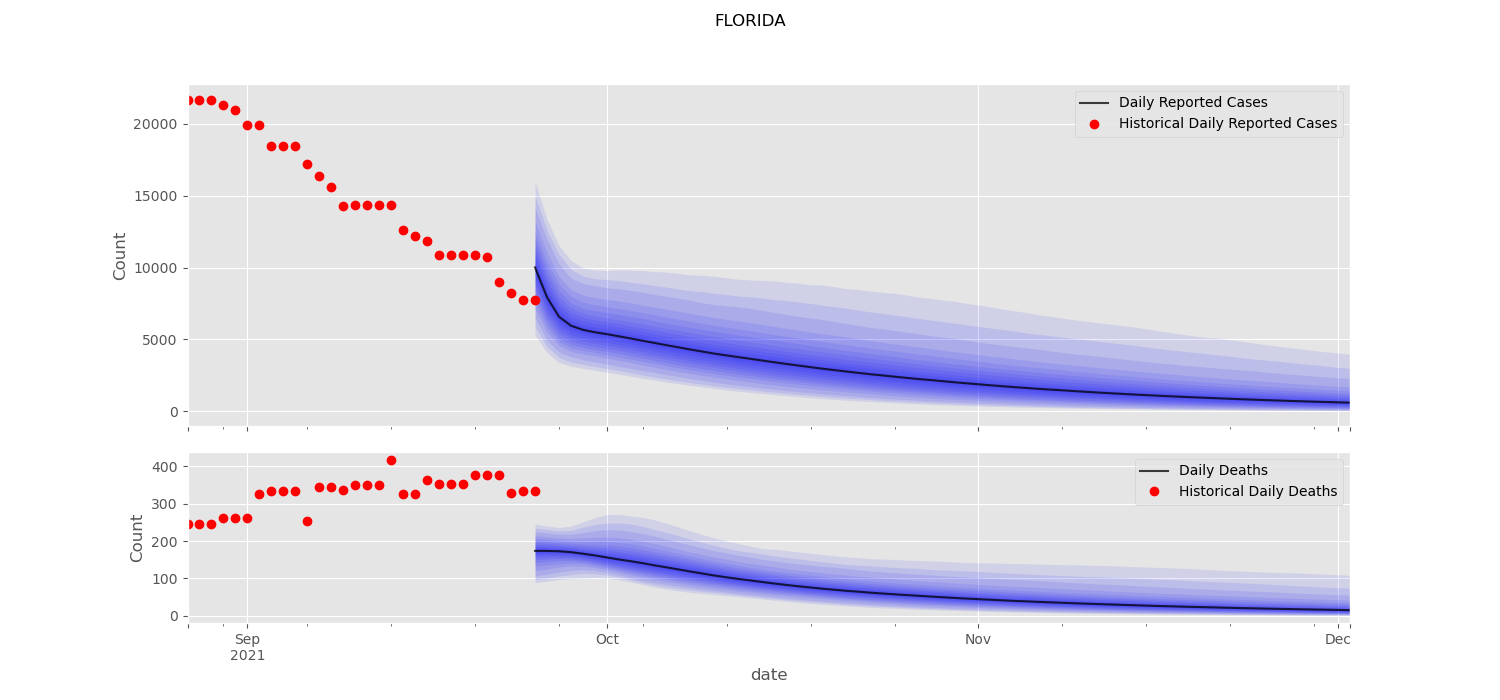 FLORIDA
Daily Reported Cases
Historical Daily Reported Cases
20000
15000
10000
5000
0
Count
Daily Deaths
Historical Daily Deaths
400
300
200
100
0
Count
Sep Oct Nov Dec
2021
date